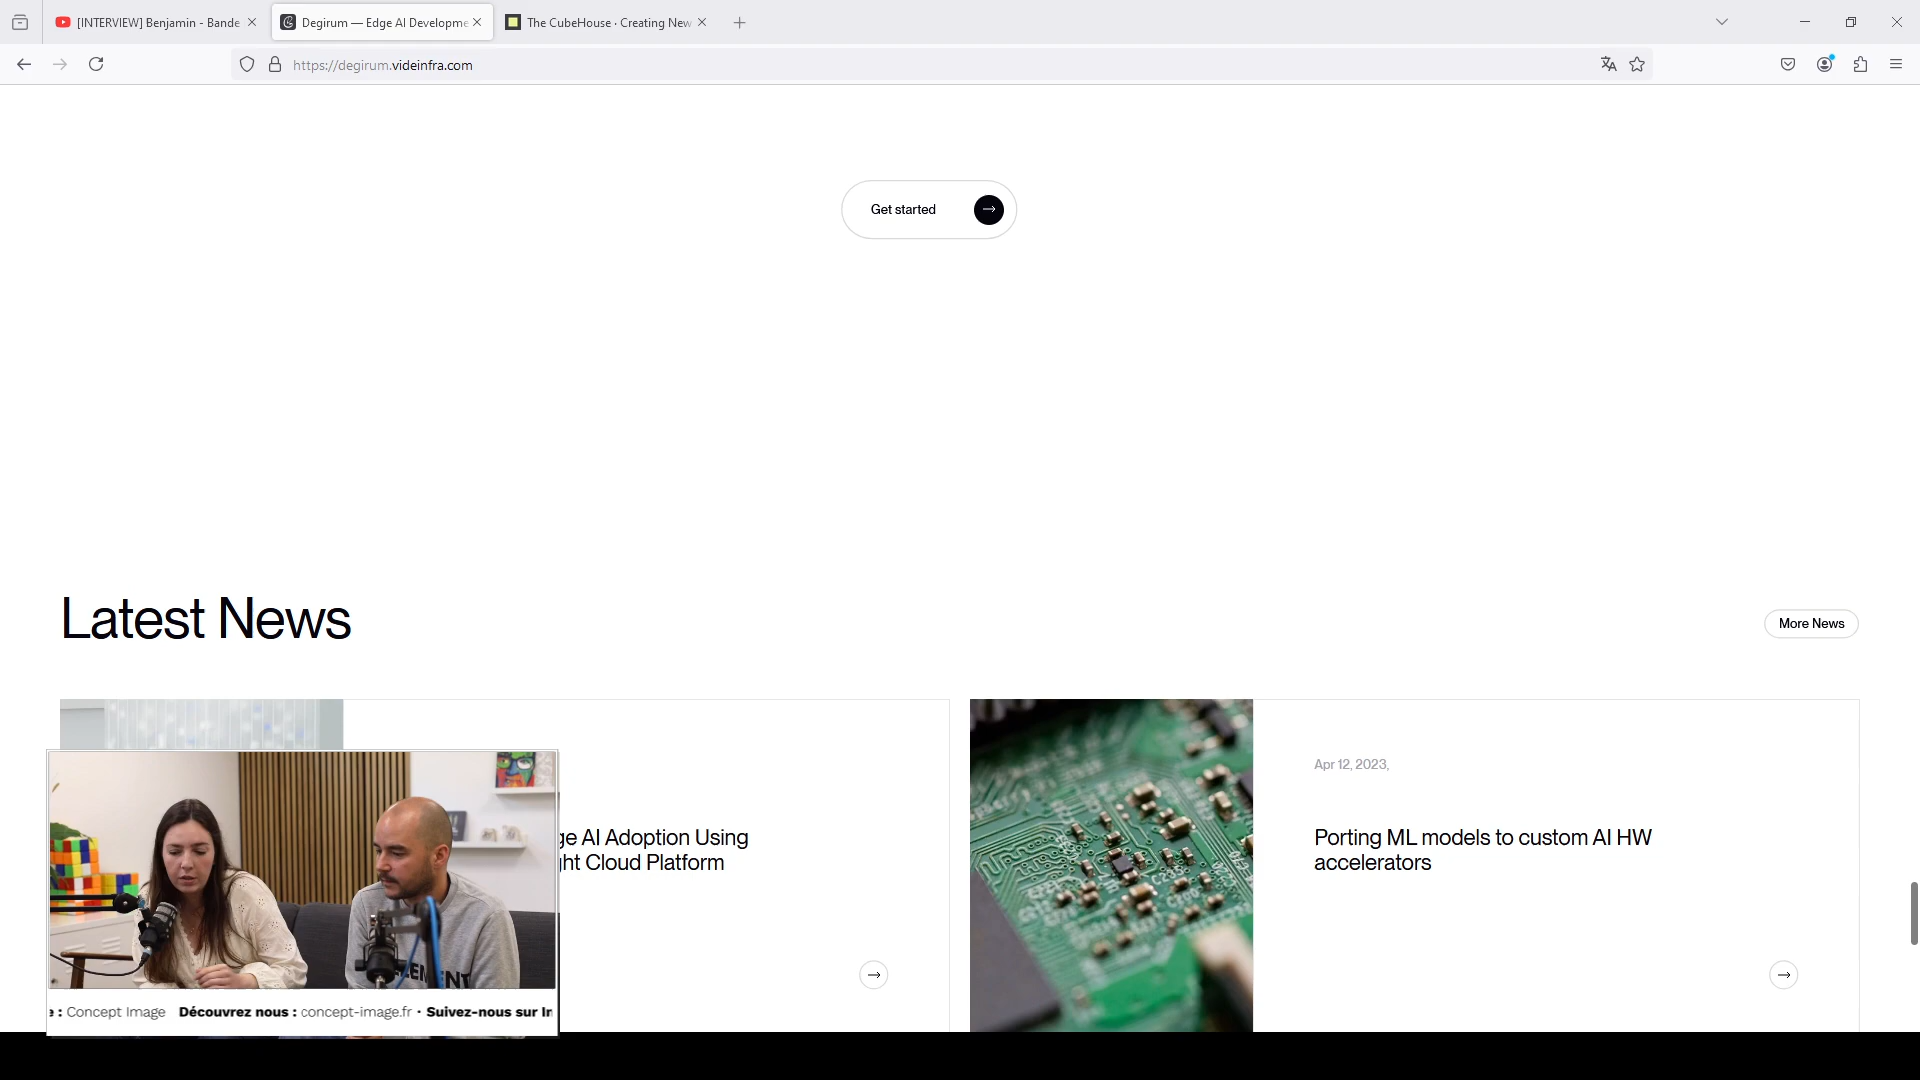 [INTERVIEW] Benjamin - Bande
Degirum — Edge AI Developme
The CubeHouse · Creating New
https://degirum.videinfra.com
Get started
Latest News
More News
ge AI Adoption Using
ht Cloud Platform
Apr 12, 2023,
Porting ML models to custom AI HW
accelerators
: Concept Image Découvrez nous : concept-image.fr · Suivez-nous sur In